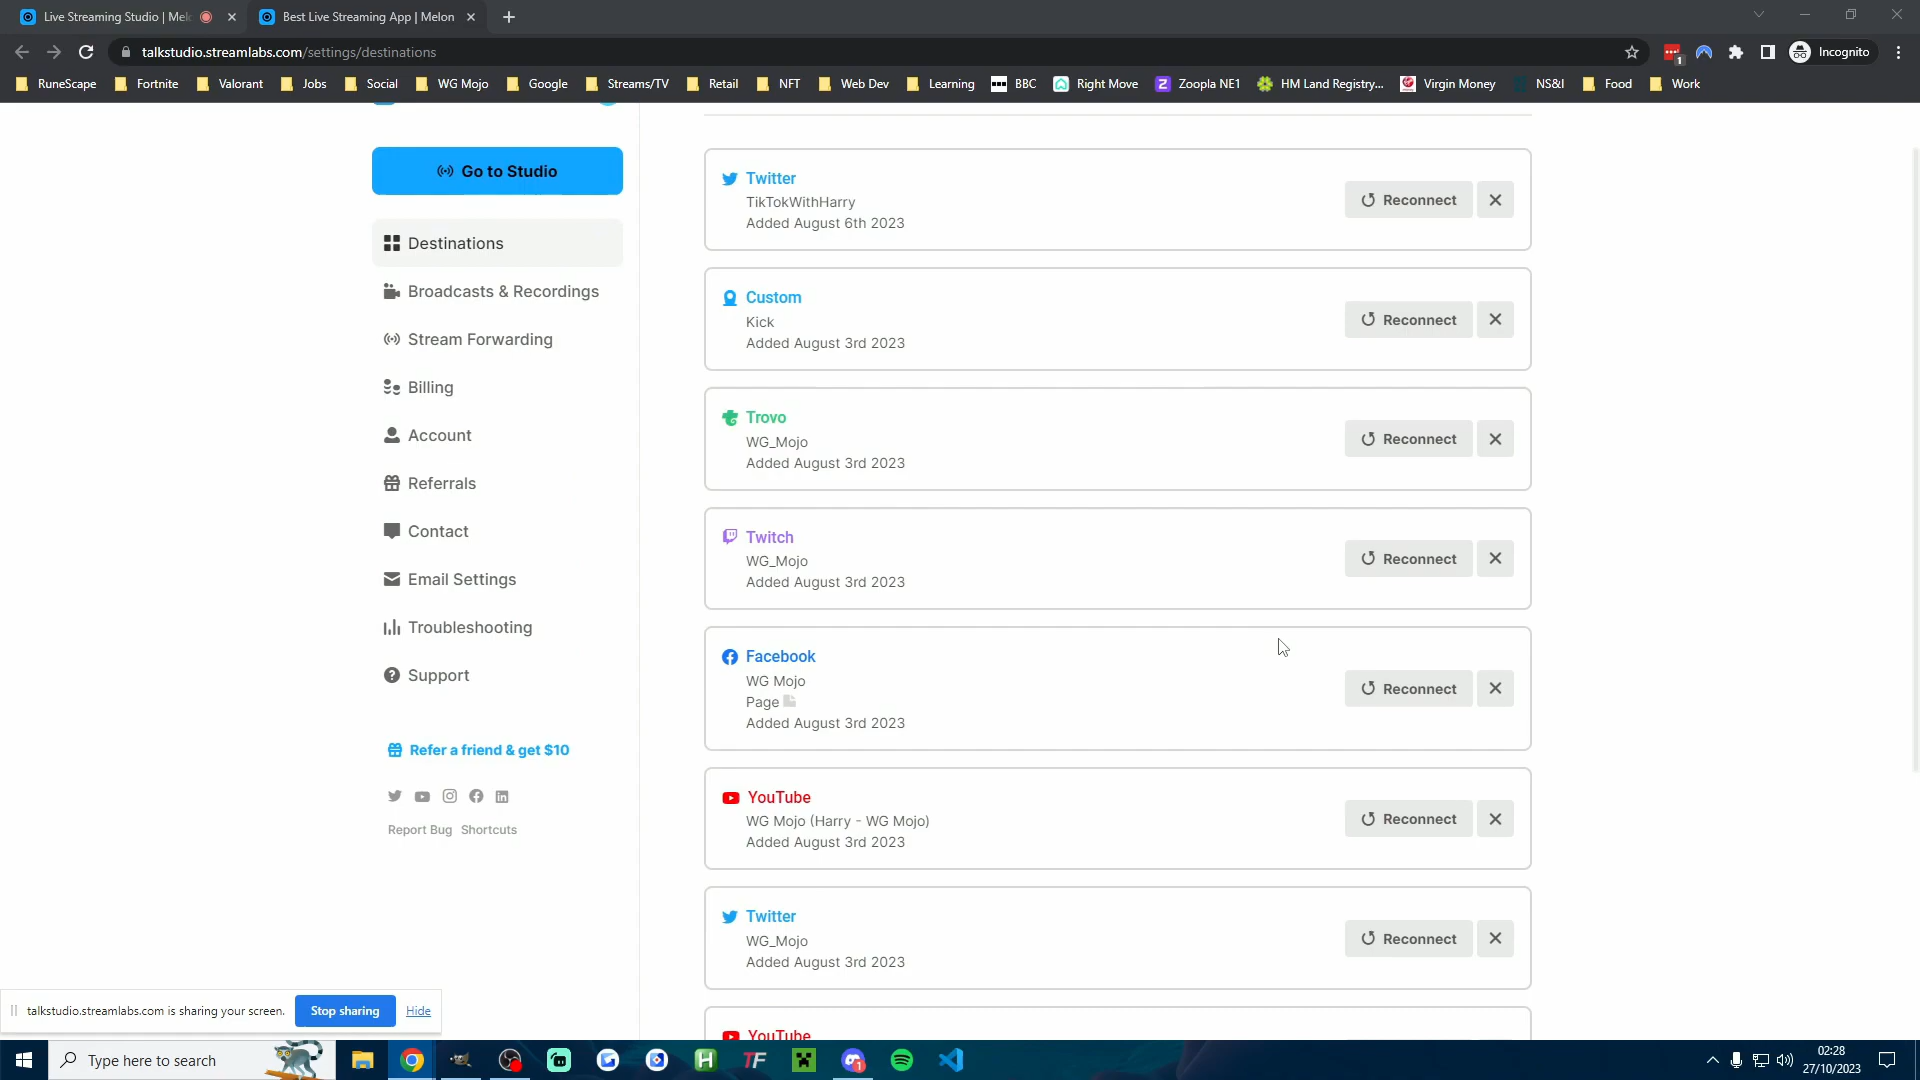 Live Streaming Studio | Mel
Best Live Streaming App | Melon
talkstudio.streamlabs.com/settings/destinations
1
Incognito
RuneScape
Fortnite
Valorant
Jobs
Social
WG Mojo
Google
Streams/TV
Retail
NFT
Web Dev
Learning
BBC
Right Move
Zoopla NE1
HM Land Registry...
Virgin Money
NS&I
Food
Work
Go to Studio
Destinations
Broadcasts & Recordings
Stream Forwarding
Billing
Account
Referrals
Contact
Email Settings
Troubleshooting
Support
Refer a friend & get $10
Report Bug Shortcuts
Twitter
TikTokWithHarry
Added August 6th 2023
Reconnect
Custom
Kick
Added August 3rd 2023
Reconnect
Trovo
WG_Mojo
Added August 3rd 2023
Reconnect
Twitch
WG_Mojo
Added August 3rd 2023
Reconnect
Facebook
WG Mojo
Page
Added August 3rd 2023
Reconnect
YouTube
WG Mojo (Harry - WG Mojo)
Added August 3rd 2023
Reconnect
Twitter
WG_Mojo
Added August 3rd 2023
Reconnect
YouTube
talkstudio.streamlabs.com is sharing your screen.
Stop sharing
Hide
Type here to search
H
TF
1
02:28
27/10/2023